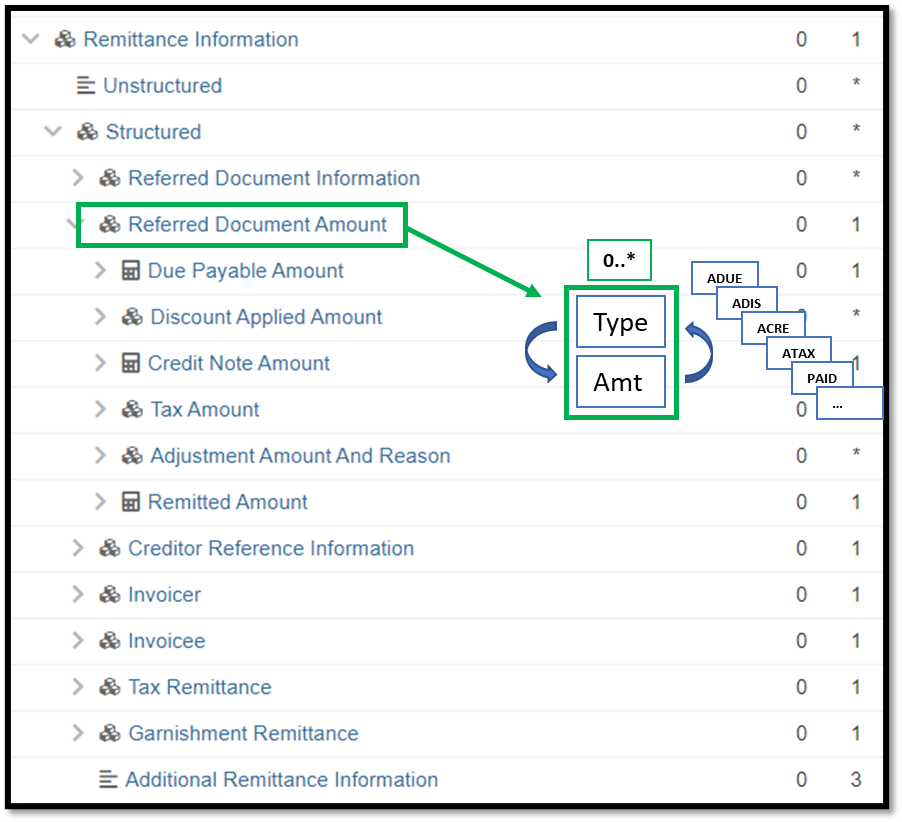 Remittance Information 0 1
Unstructured 0 *
Structured 0 *
Referred Document Information 0 *
Referred Document Amount 0 1
0..*
Due Payable Amount 0 1
ADUE
ADIS
Discount Applied Amount *
Type
ACRE
ATAX
Credit Note Amount 1
Amt
PAID
...
Tax Amount 0
Adjustment Amount And Reason 0 *
Remitted Amount 0 1
Creditor Reference Information 0 1
Invoicer 0 1
Invoicee 0 1
Tax Remittance 0 1
Garnishment Remittance 0 1
Additional Remittance Information 0 3